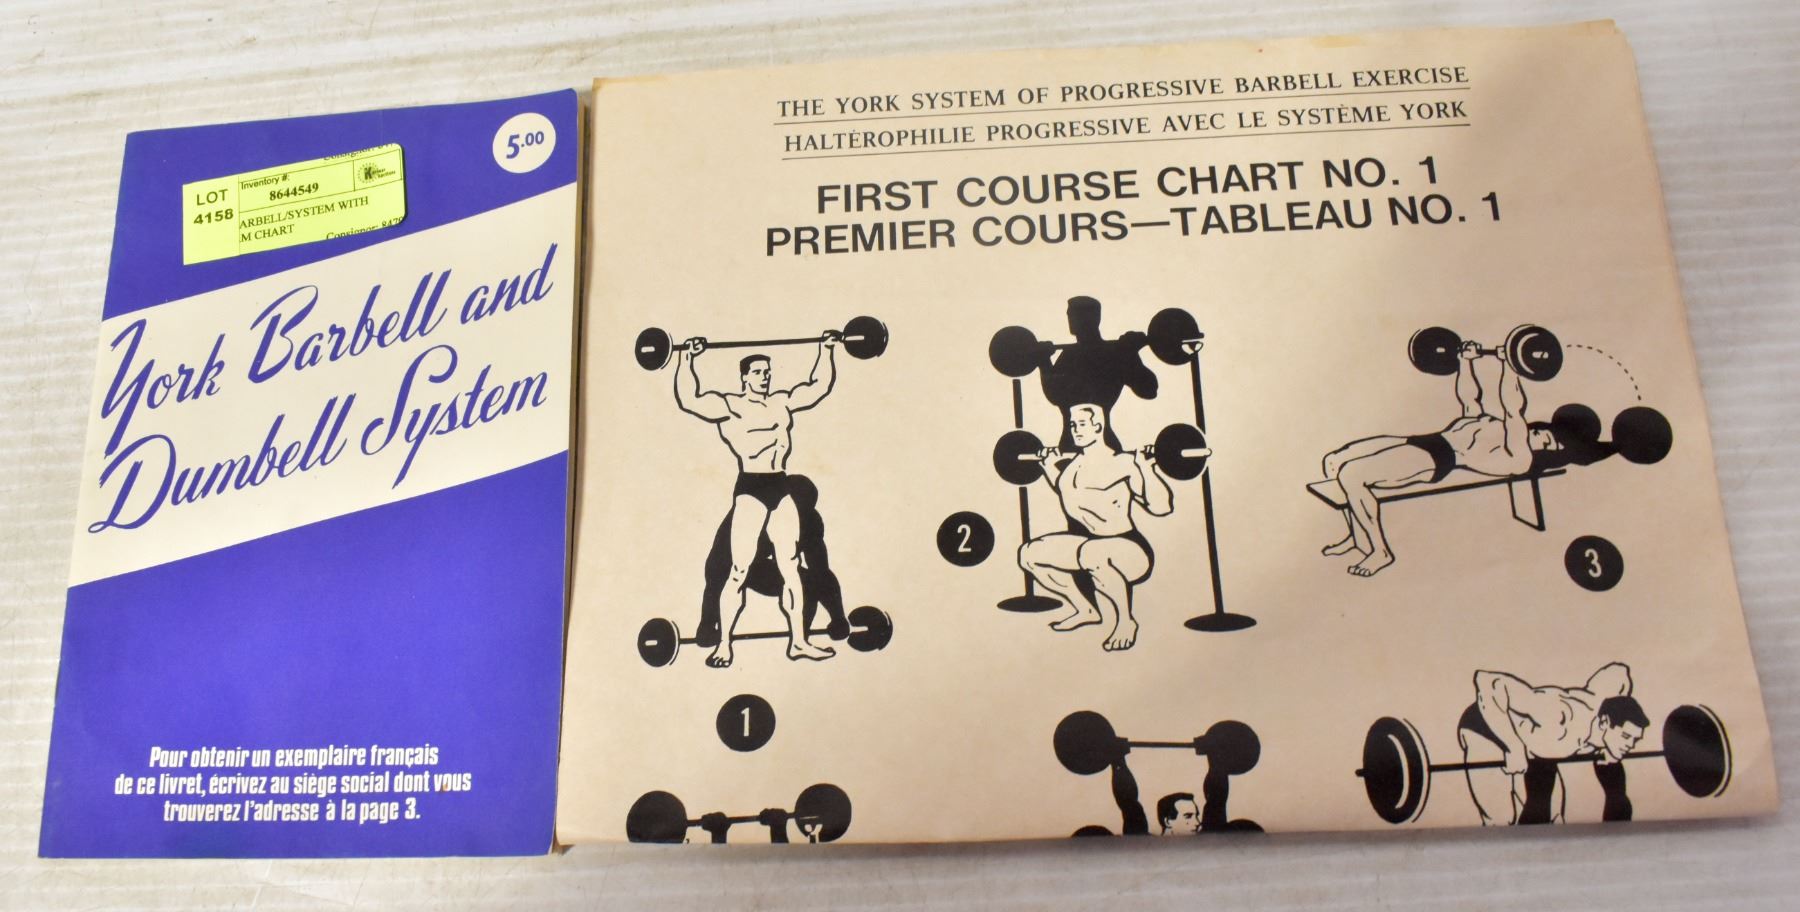 5.00
LOT
4158
Inventory #:
8644549
ARBELL/SYSTEM WITH
M CHART
Consignor: 847
York Barbell and
Dumbell System
Pour obtenir un exemplaire français
de ce livret, écrivez au siège social dont vous
trouverez l'adresse à la page 3.
THE YORK SYSTEM OF PROGRESSIVE BARBELL EXERCISE
HALTÉROPHILIE PROGRESSIVE AVEC LE SYSTÈME YORK
FIRST COURSE CHART NO. 1
PREMIER COURS—TABLEAU NO. 1
1
2
3